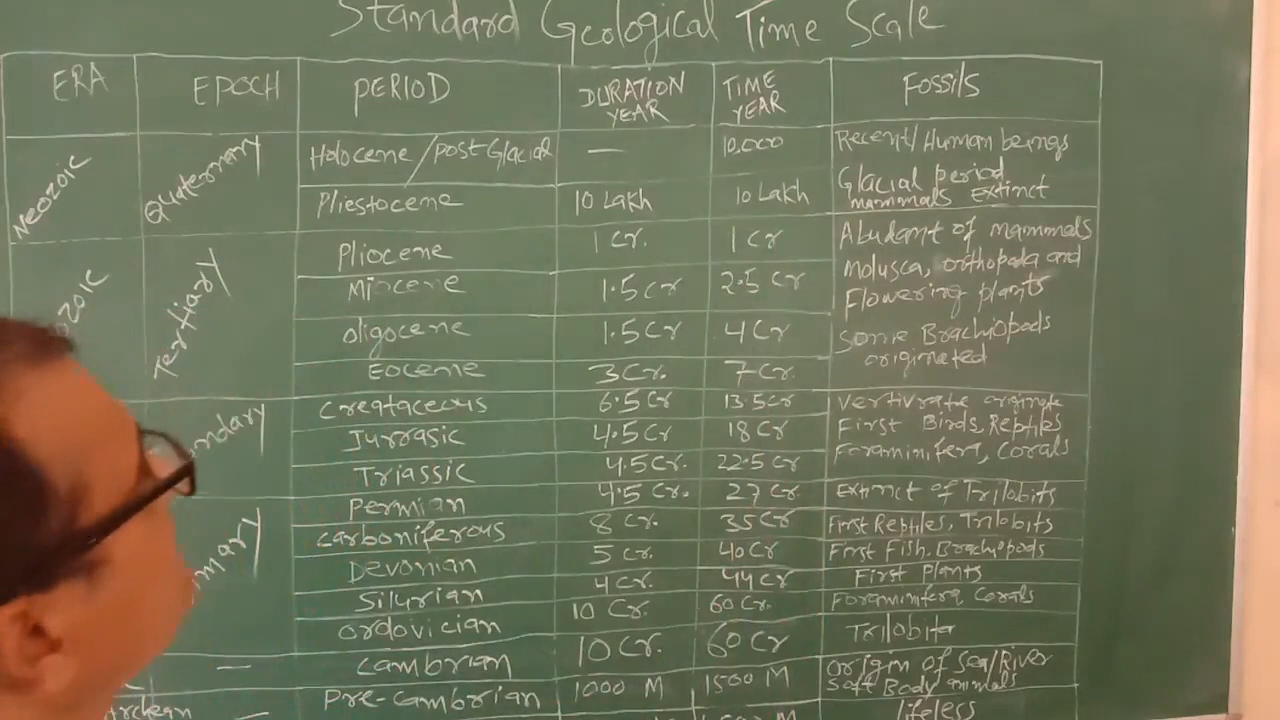 Standard Geological Time Scale
ERA EPOCH PERIOD DURATION YEAR TIME YEAR Fossils
Neozoic Quaternary Holocene/Post Glacial — 10,000 Recent/Human beings
Pliestocene 10 Lakh 10 Lakh Glacial period mammals Extinct
Tertiary Pliocene 1 Cr. 1 Cr Abudant of mammals
Miocene 1.5 Cr 2.5 Cr Molusca, orthopada and
Flowering plants
oligocene 1.5 Cr 4 Cr Some Brachiopods
originated
Eocene 3 Cr. 7 Cr.
Creataceous 6.5 Cr 13.5 Cr Vertivrate originate
Jurrasic 4.5 Cr 18 Cr First Birds, Reptiles
Triassic 4.5 Cr. 22.5 Cr Foraminifera, Corals
Permian 4.5 Cr. 27 Cr Extinct of Trilobits
Carboniferous 8 Cr. 35 Cr First Reptiles, Trilobits
Devonian 5 Cr. 40 Cr First Fish, Brachiopods
Silurian 4 Cr. 44 Cr First Plants
Ordovician 10 Cr. 60 Cr. Foraminifera Corals
— Cambrian 10 Cr. 60 Cr Trilobita
Pre-Cambrian 1000 M 1500 M Origin of Sea/River
Soft Body animals
Archean — lifeless